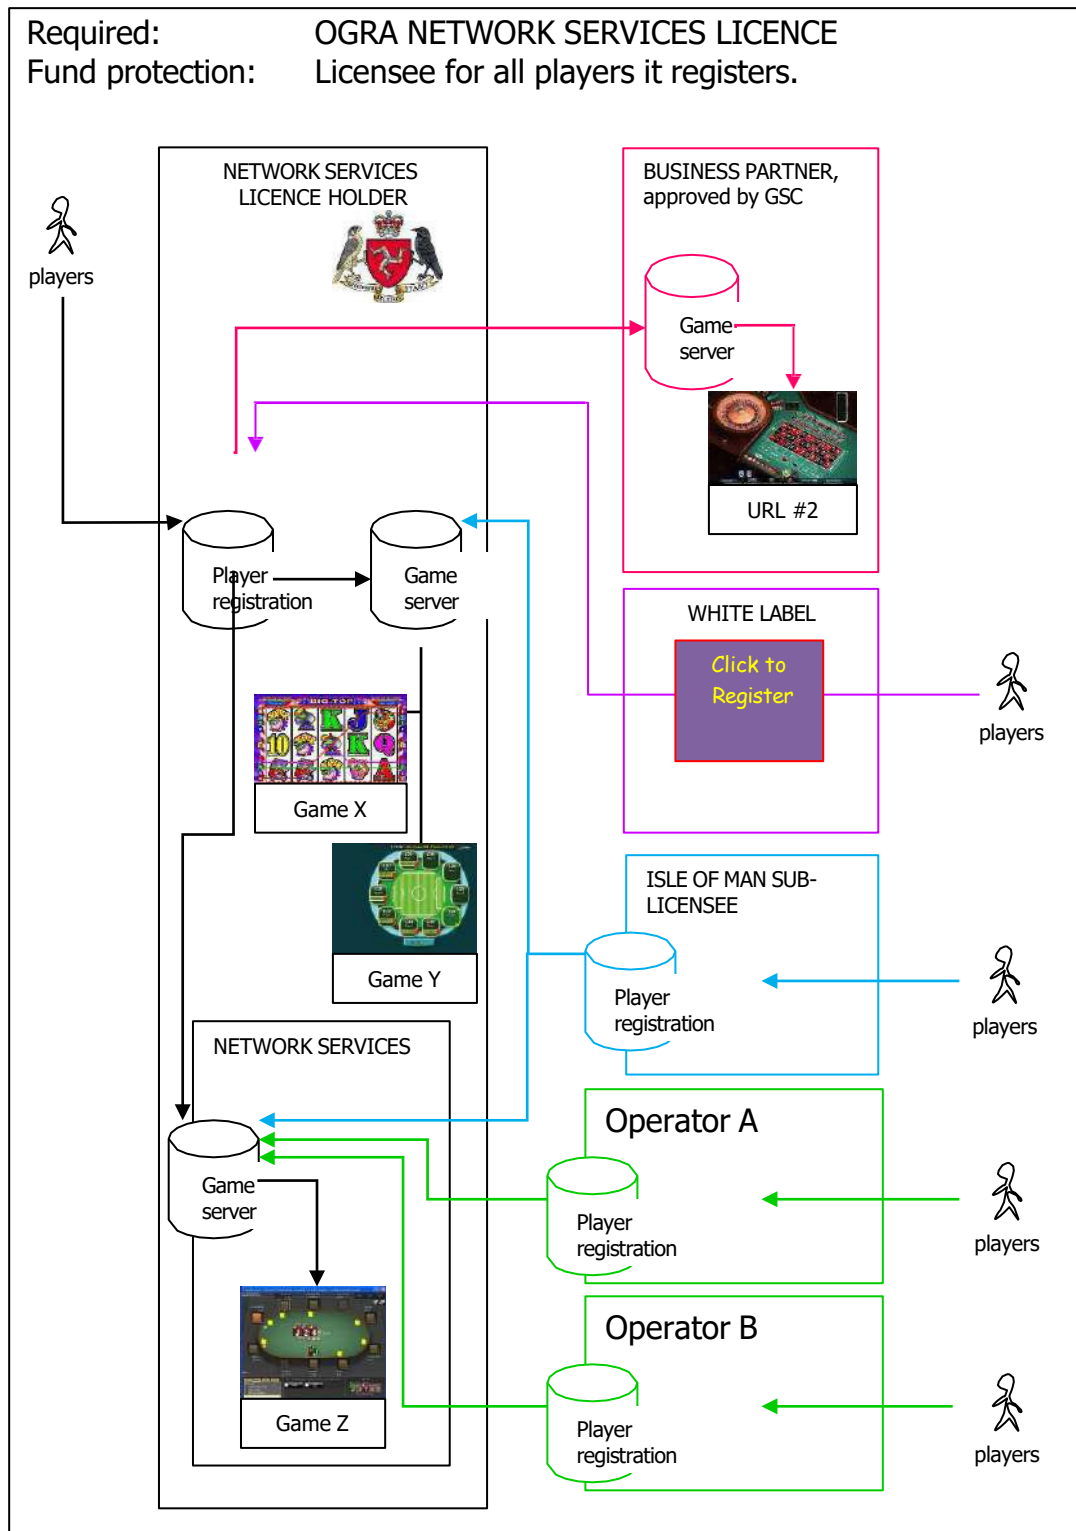 Required: OGRA NETWORK SERVICES LICENCE
Fund protection: Licensee for all players it registers.
NETWORK SERVICES
LICENCE HOLDER
players
BUSINESS PARTNER,
approved by GSC
Game
server
URL #2
Player
registration
Game
server
WHITE LABEL
Click to
Register
players
BIG TOP
10
K
J
K
Q
A
Game X
Game Y
ISLE OF MAN SUB-
LICENSEE
Player
registration
players
NETWORK SERVICES
Game
server
Game Z
Operator A
Player
registration
players
Operator B
Player
registration
players